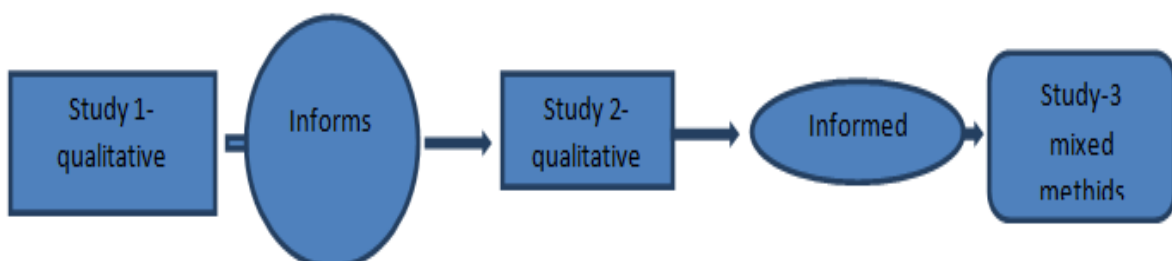 Study 1-
qualitative
Informs
Study 2-
qualitative
Informed
Study-3
mixed
methids